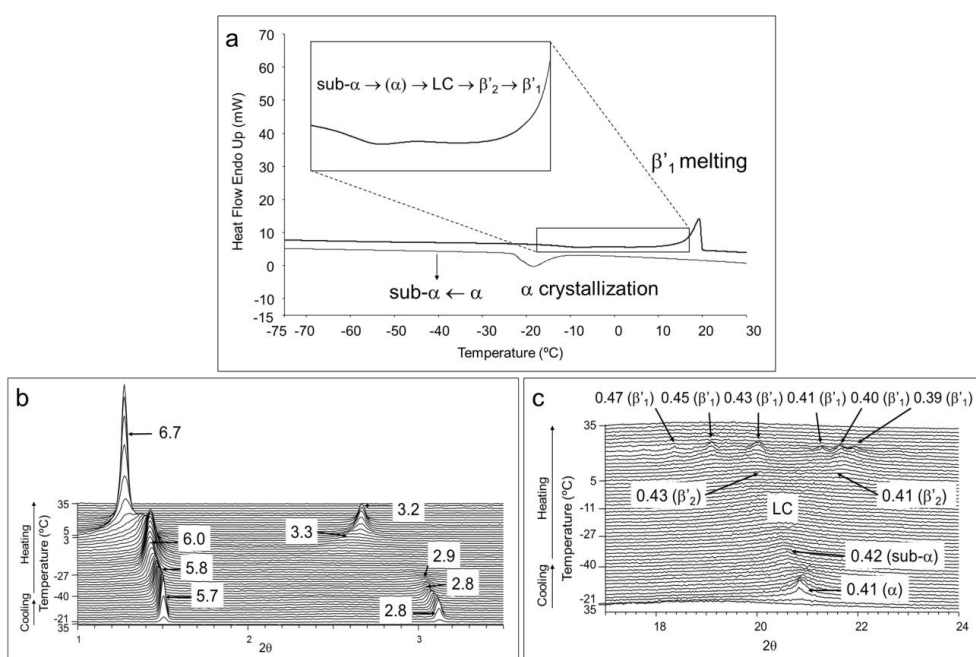 a
70
60
50
40
30
20
10
0
-10
-15
Heat Flow Endo Up (mW)
sub-α → (α) → LC → β'₂ → β'₁
β'₁ melting
sub-α ← α
α crystallization
-75 -70 -60 -50 -40 -30 -20 -10 0 10 20 30
Temperature (ºC)
b
6.7
6.0
5.8
5.7
3.2
3.3
2.9
2.8
2.8
35
5
5
-27
-40
-21
35
Temperature (ºC)
Cooling
Heating
1 2 3
2θ
c
0.47 (β'₁) 0.45 (β'₁) 0.43 (β'₁) 0.41 (β'₁) 0.40 (β'₁) 0.39 (β'₁)
0.43 (β'₂)
0.41 (β'₂)
LC
0.42 (sub-α)
0.41 (α)
35
5
-11
-27
-40
-21
35
Temperature (ºC)
Cooling
Heating
18 20 22 24
2θ